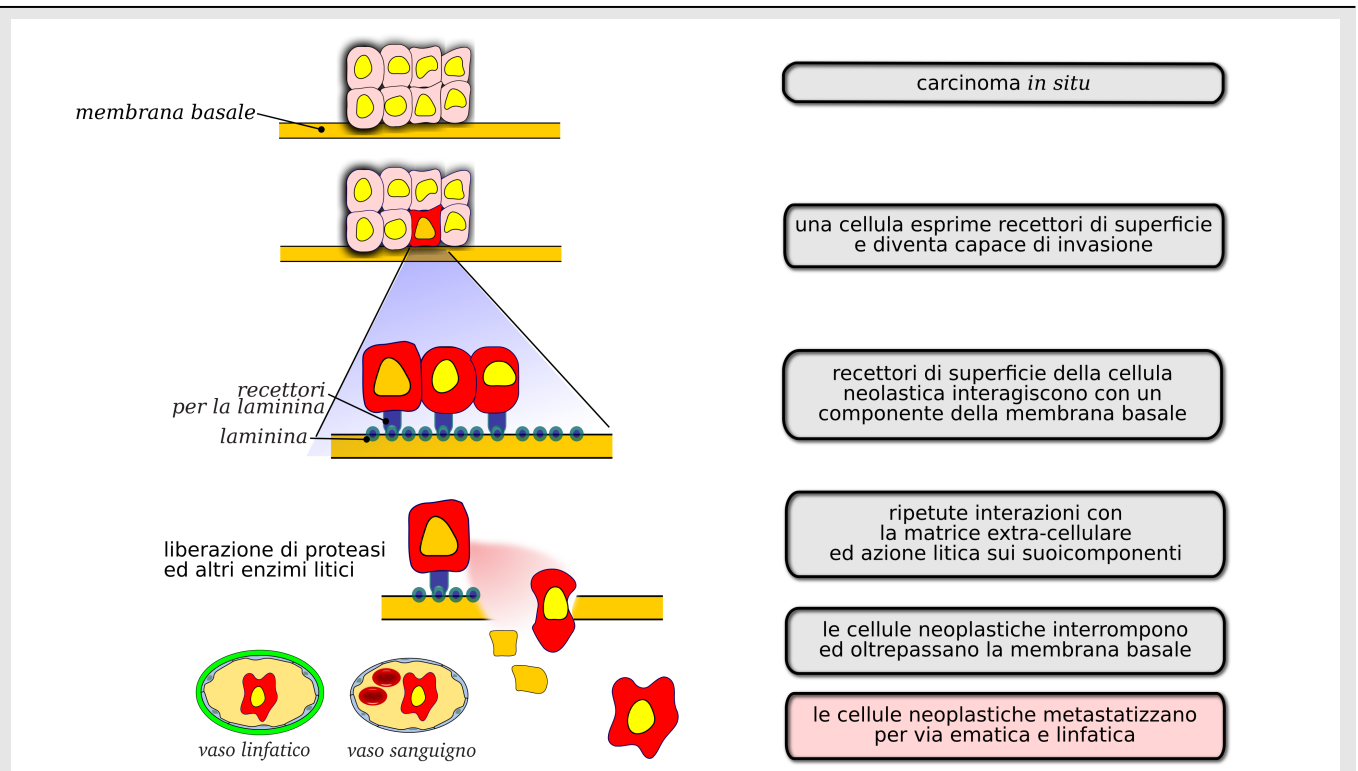 membrana basale
carcinoma in situ
una cellula esprime recettori di superficie
e diventa capace di invasione
recettori
per la laminina
laminina
recettori di superficie della cellula
neolastica interagiscono con un
componente della membrana basale
liberazione di proteasi
ed altri enzimi litici
ripetute interazioni con
la matrice extra-cellulare
ed azione litica sui suoicomponenti
le cellule neoplastiche interrompono
ed oltrepassano la membrana basale
vaso linfatico
vaso sanguigno
le cellule neoplastiche metastatizzano
per via ematica e linfatica